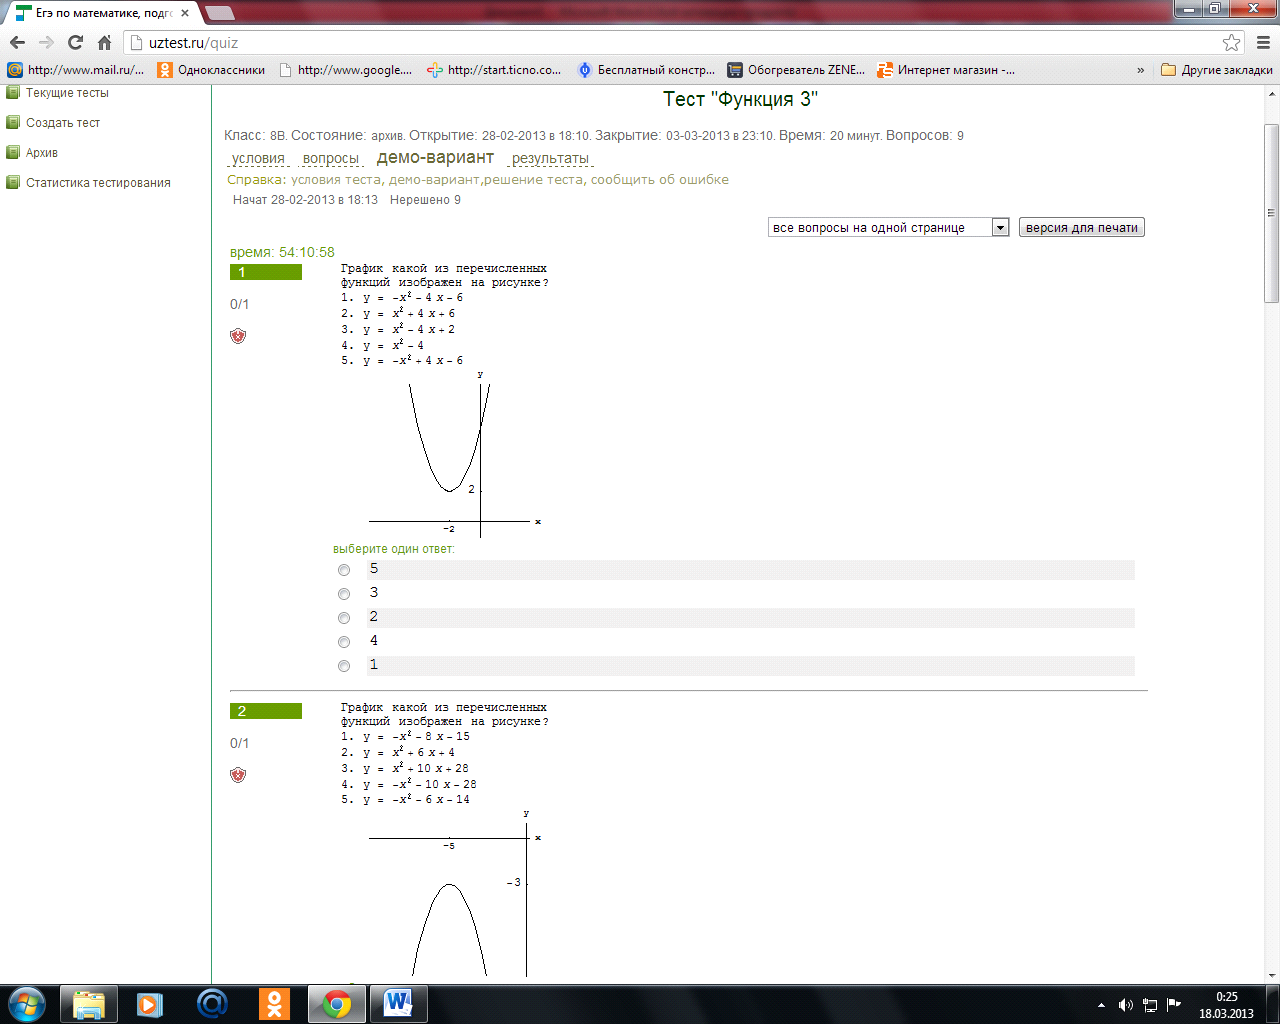 Егэ по математике, подго
uztest.ru/quiz
http://www.mail.ru/... Одноклассники http://www.google.... http://start.ticno.co... Бесплатный констр... Обогреватель ZENE... Интернет магазин -... » Другие закладки
Текущие тесты
Создать тест
Архив
Статистика тестирования
Тест "Функция 3"
Класс: 8В. Состояние: архив. Открытие: 28-02-2013 в 18:10. Закрытие: 03-03-2013 в 23:10. Время: 20 минут. Вопросов: 9
условия вопросы демо-вариант результаты
Справка: условия теста, демо-вариант,решение теста, сообщить об ошибке
Начат 28-02-2013 в 18:13 Нерешено 9
все вопросы на одной странице версия для печати
время: 54:10:58
1
0/1
График какой из перечисленных
функций изображен на рисунке?
1. y = -x² - 4 x - 6
2. y = x² + 4 x + 6
3. y = x² - 4 x + 2
4. y = x² - 4
5. y = -x² + 4 x - 6
y
2
-2 x
выберите один ответ:
5
3
2
4
1
2
0/1
График какой из перечисленных
функций изображен на рисунке?
1. y = -x² - 8 x - 15
2. y = x² + 6 x + 4
3. y = x² + 10 x + 28
4. y = -x² - 10 x - 28
5. y = -x² - 6 x - 14
y
x
-5
-3
0:25
18.03.2013